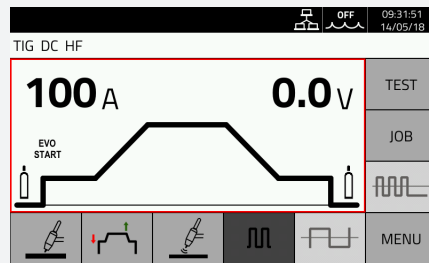 OFF
09:31:51
14/05/18
TIG DC HF
100 A
0.0 V
TEST
EVO
START
JOB
MENU